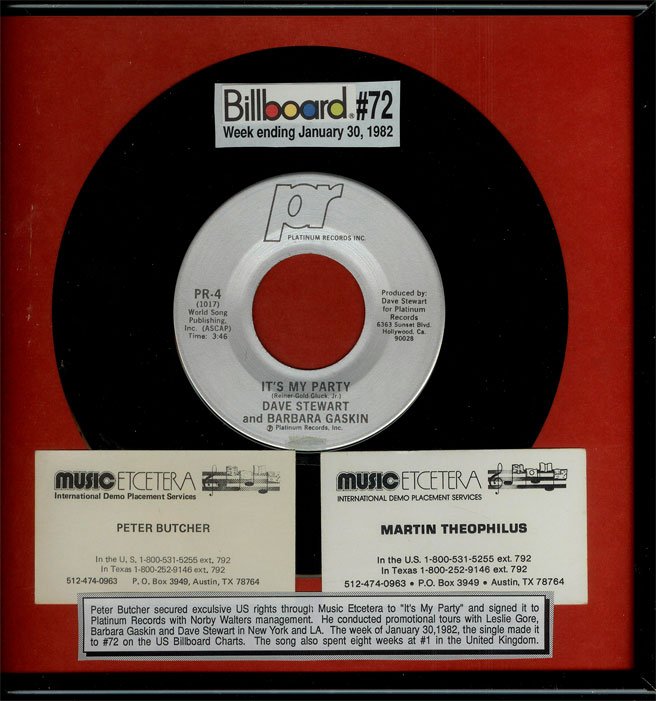 Billboard® #72
Week ending January 30, 1982
pr
PLATINUM RECORDS INC.
PR-4
(1017)
World Song
Publishing,
Inc. (ASCAP)
Time: 3:46
Produced by:
Dave Stewart
for Platinum
Records
6363 Sunset Blvd.
Hollywood, Ca.
90028
IT'S MY PARTY
(Reiner-Gold-Gluck, Jr.)
DAVE STEWART
and BARBARA GASKIN
℗ Platinum Records, Inc.
MUSIC ETCETERA
International Demo Placement Services
PETER BUTCHER
In the U. S. 1-800-531-5255 ext. 792
In Texas 1-800-252-9146 ext. 792
512-474-0963 P. O. Box 3949, Austin, TX 78764
MUSIC ETCETERA
INTERNATIONAL DEMO PLACEMENT SERVICES
MARTIN THEOPHILUS
In the U.S. 1-800-531-5255 ext. 792
In Texas 1-800-252-9146 ext. 792
512-474-0963 • P.O. Box 3949 • Austin, TX 78764
Peter Butcher secured exculsive US rights through Music Etcetera to "It's My Party" and signed it to
Platinum Records with Norby Walters management. He conducted promotional tours with Leslie Gore,
Barbara Gaskin and Dave Stewart in New York and LA. The week of January 30,1982, the single made it
to #72 on the US Billboard Charts. The song also spent eight weeks at #1 in the United Kingdom.